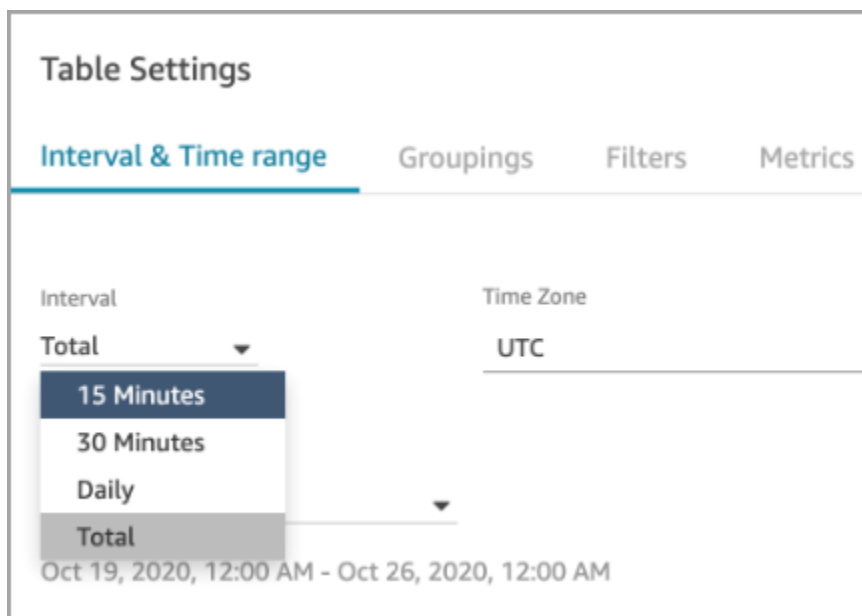 Table Settings
Interval & Time range Groupings Filters Metrics
Interval Time Zone
Total UTC
15 Minutes
30 Minutes
Daily
Total
Oct 19, 2020, 12:00 AM - Oct 26, 2020, 12:00 AM